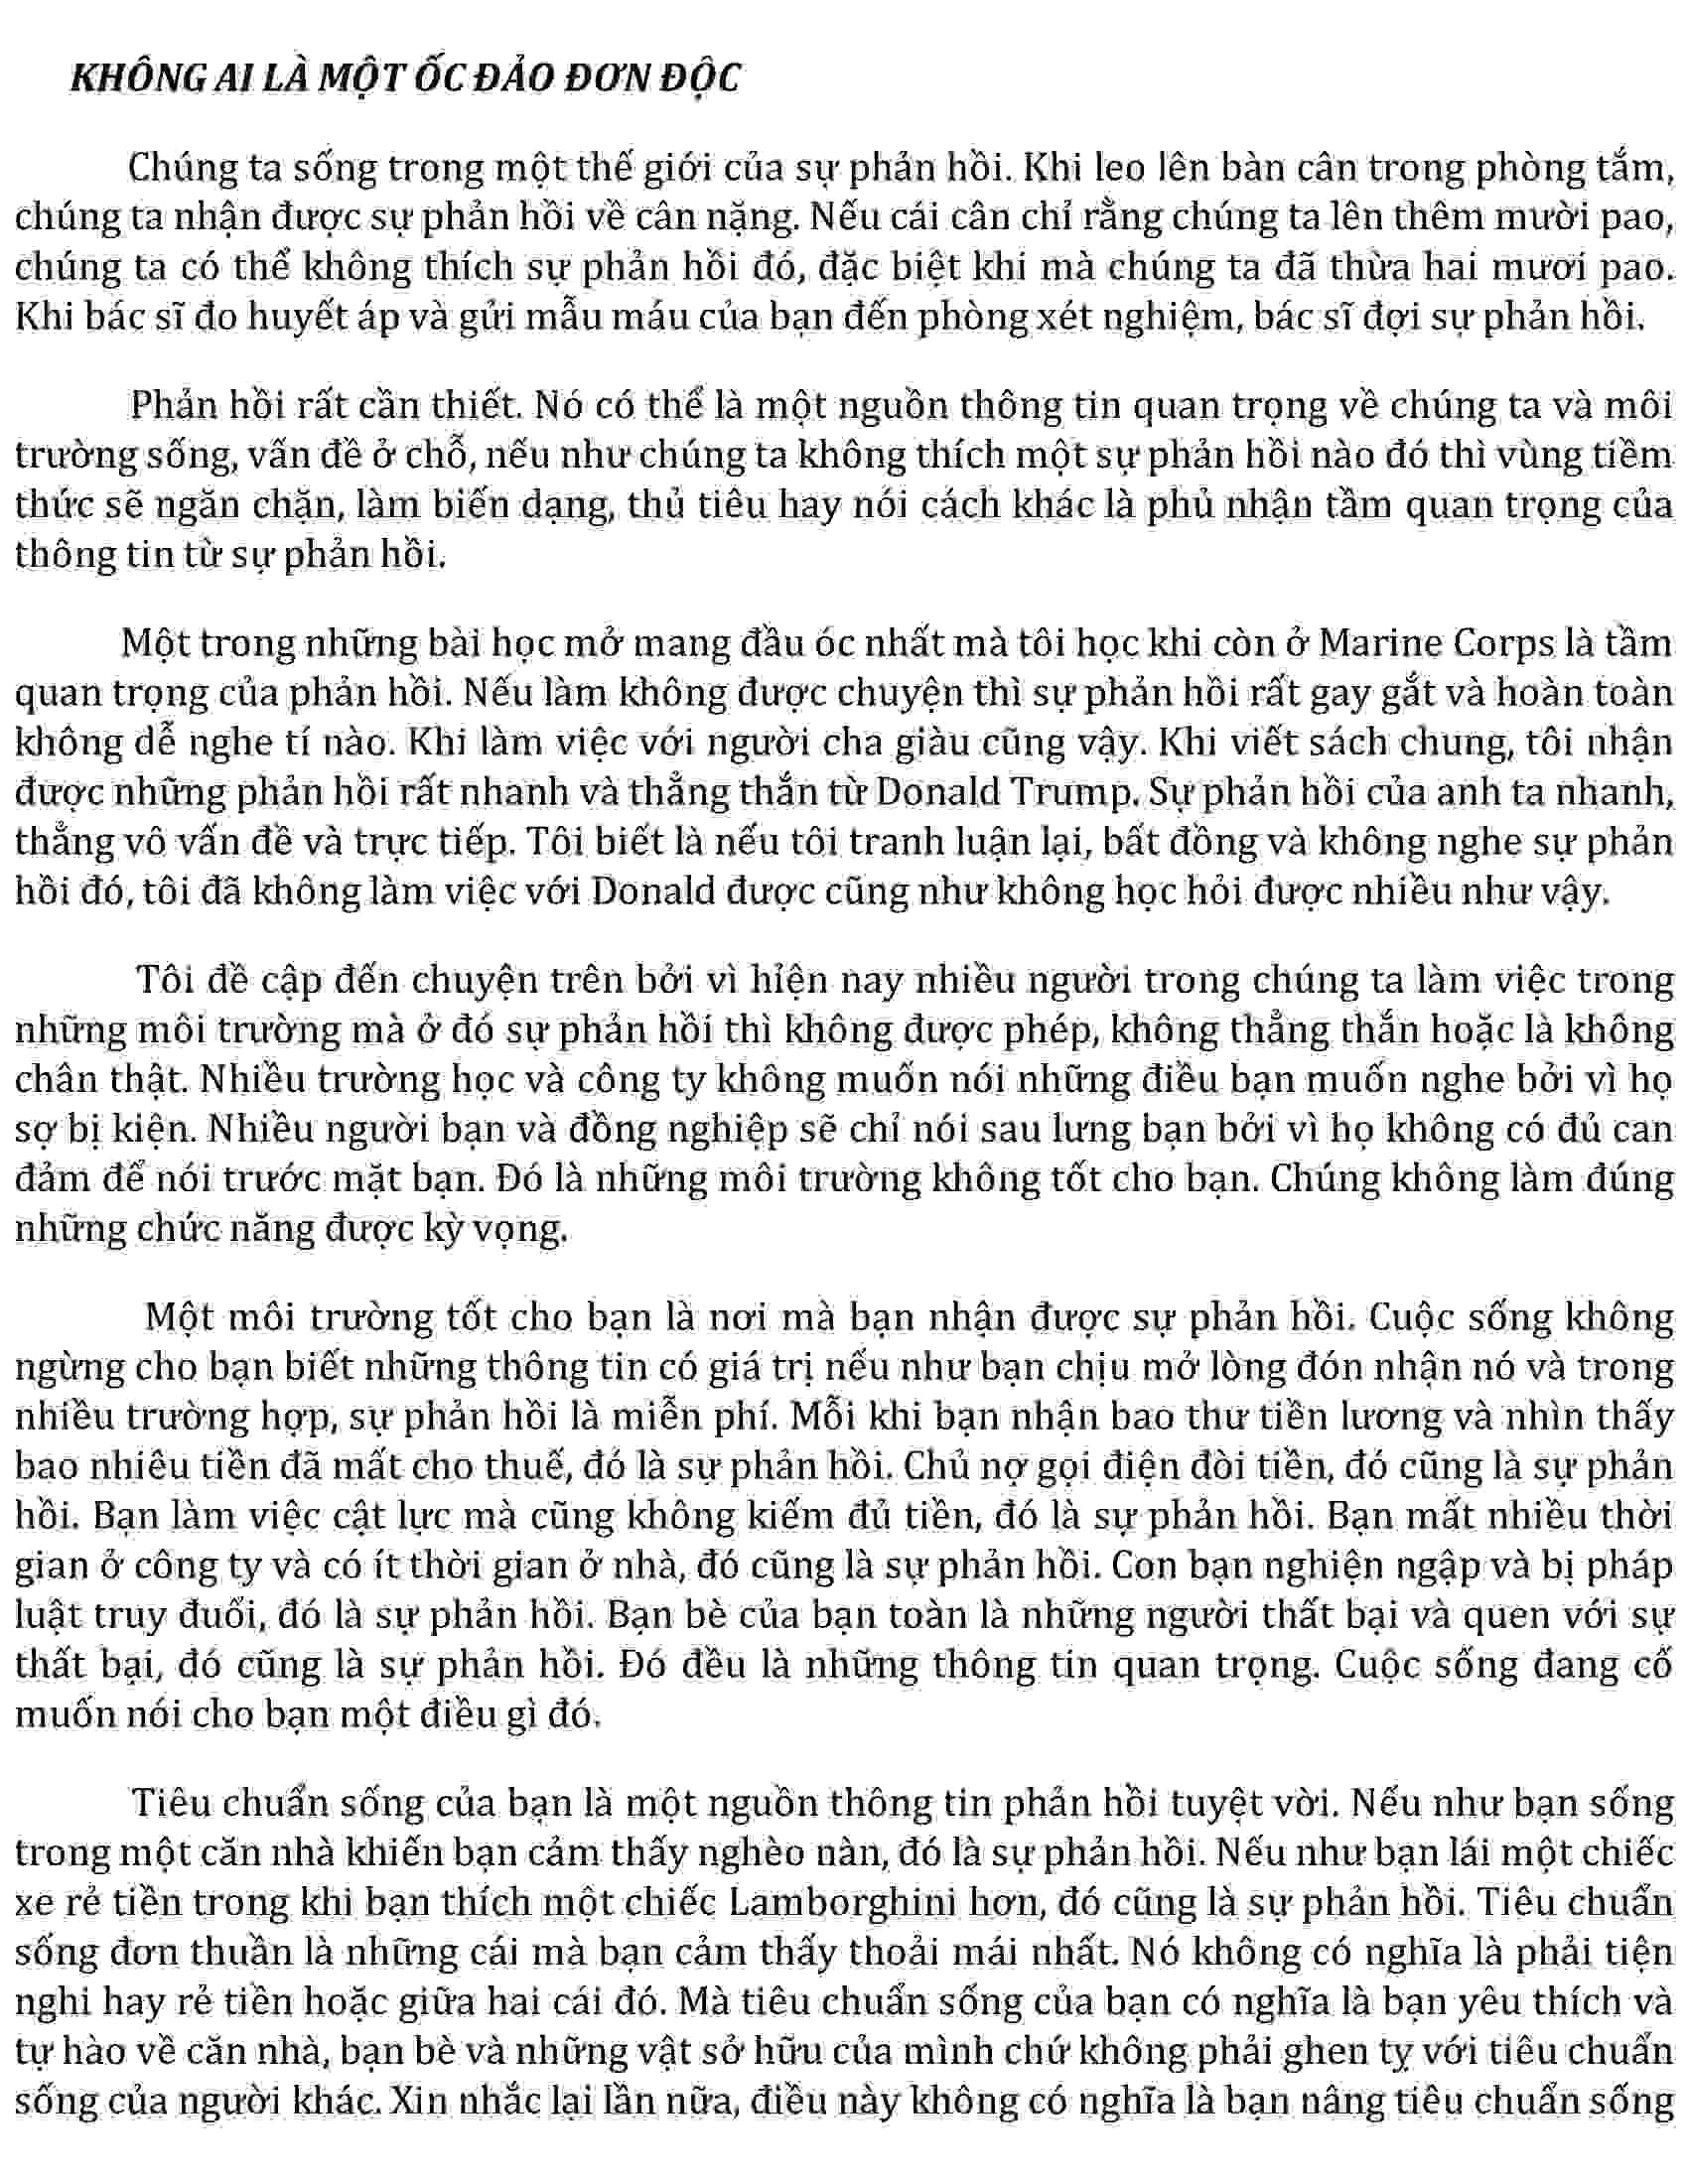 KHÔNG AI LÀ MỘT ỐC ĐẢO ĐƠN ĐỘC
Chúng ta sống trong một thế giới của sự phản hồi. Khi leo lên bàn cân trong phòng tắm,
chúng ta nhận được sự phản hồi về cân nặng. Nếu cái cân chỉ rằng chúng ta lên thêm mười pao,
chúng ta có thể không thích sự phản hồi đó, đặc biệt khi mà chúng ta đã thừa hai mươi pao.
Khi bác sĩ đo huyết áp và gửi mẫu máu của bạn đến phòng xét nghiệm, bác sĩ đợi sự phản hồi.
Phản hồi rất cần thiết. Nó có thể là một nguồn thông tin quan trọng về chúng ta và môi
trường sống, vấn đề ở chỗ, nếu như chúng ta không thích một sự phản hồi nào đó thì vùng tiềm
thức sẽ ngăn chặn, làm biến dạng, thủ tiêu hay nói cách khác là phủ nhận tầm quan trọng của
thông tin từ sự phản hồi.
Một trong những bài học mở mang đầu óc nhất mà tôi học khi còn ở Marine Corps là tầm
quan trọng của phản hồi. Nếu làm không được chuyện thì sự phản hồi rất gay gắt và hoàn toàn
không dễ nghe tí nào. Khi làm việc với người cha giàu cũng vậy. Khi viết sách chung, tôi nhận
được những phản hồi rất nhanh và thẳng thắn từ Donald Trump. Sự phản hồi của anh ta nhanh,
thẳng vô vấn đề và trực tiếp. Tôi biết là nếu tôi tranh luận lại, bất đồng và không nghe sự phản
hồi đó, tôi đã không làm việc với Donald được cũng như không học hỏi được nhiều như vậy.
Tôi đề cập đến chuyện trên bởi vì hiện nay nhiều người trong chúng ta làm việc trong
những môi trường mà ở đó sự phản hồi thì không được phép, không thẳng thắn hoặc là không
chân thật. Nhiều trường học và công ty không muốn nói những điều bạn muốn nghe bởi vì họ
sợ bị kiện. Nhiều người bạn và đồng nghiệp sẽ chỉ nói sau lưng bạn bởi vì họ không có đủ can
đảm để nói trước mặt bạn. Đó là những môi trường không tốt cho bạn. Chúng không làm đúng
những chức năng được kỳ vọng.
Một môi trường tốt cho bạn là nơi mà bạn nhận được sự phản hồi. Cuộc sống không
ngừng cho bạn biết những thông tin có giá trị nếu như bạn chịu mở lòng đón nhận nó và trong
nhiều trường hợp, sự phản hồi là miễn phí. Mỗi khi bạn nhận bao thư tiền lương và nhìn thấy
bao nhiêu tiền đã mất cho thuế, đó là sự phản hồi. Chủ nợ gọi điện đòi tiền, đó cũng là sự phản
hồi. Bạn làm việc cật lực mà cũng không kiếm đủ tiền, đó là sự phản hồi. Bạn mất nhiều thời
gian ở công ty và có ít thời gian ở nhà, đó cũng là sự phản hồi. Con bạn nghiện ngập và bị pháp
luật truy đuổi, đó là sự phản hồi. Bạn bè của bạn toàn là những người thất bại và quen với sự
thất bại, đó cũng là sự phản hồi. Đó đều là những thông tin quan trọng. Cuộc sống đang cố
muốn nói cho bạn một điều gì đó.
Tiêu chuẩn sống của bạn là một nguồn thông tin phản hồi tuyệt vời. Nếu như bạn sống
trong một căn nhà khiến bạn cảm thấy nghèo nàn, đó là sự phản hồi. Nếu như bạn lái một chiếc
xe rẻ tiền trong khi bạn thích một chiếc Lamborghini hơn, đó cũng là sự phản hồi. Tiêu chuẩn
sống đơn thuần là những cái mà bạn cảm thấy thoải mái nhất. Nó không có nghĩa là phải tiện
nghi hay rẻ tiền hoặc giữa hai cái đó. Mà tiêu chuẩn sống của bạn có nghĩa là bạn yêu thích và
tự hào về căn nhà, bạn bè và những vật sở hữu của mình chứ không phải ghen tỵ với tiêu chuẩn
sống của người khác. Xin nhắc lại lần nữa, điều này không có nghĩa là bạn nâng tiêu chuẩn sống